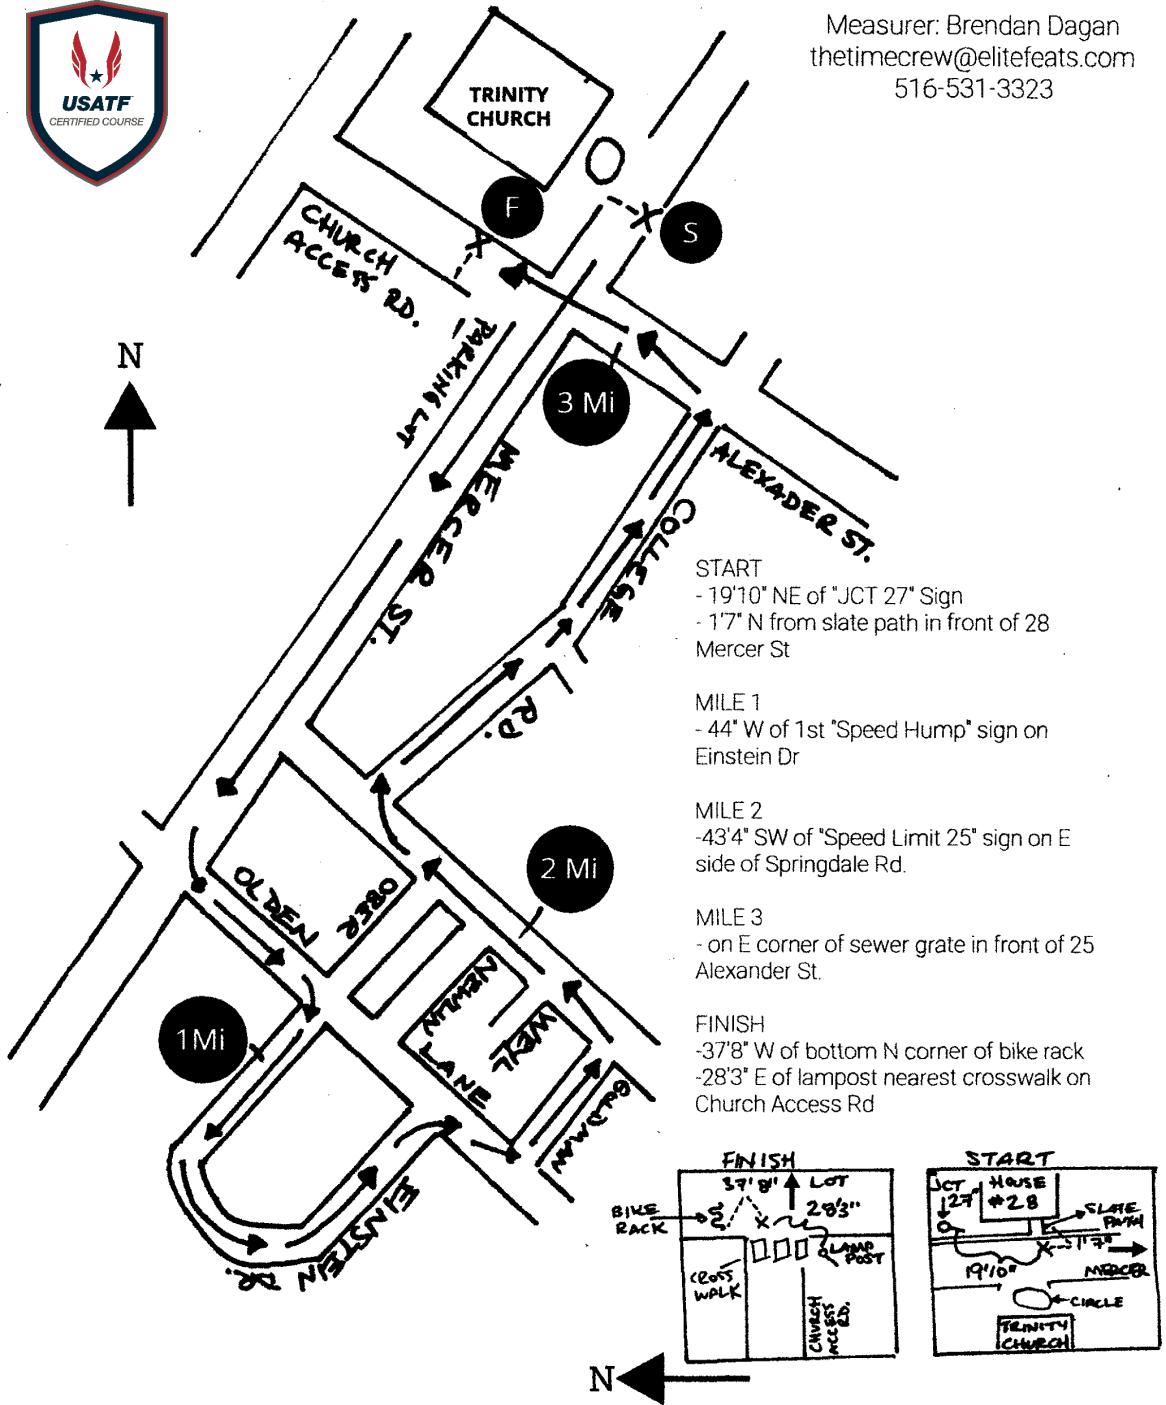 Measurer: Brendan Dagan
thetimecrew@elitefeats.com
516-531-3323
USATF
CERTIFIED COURSE
TRINITY
CHURCH
F
S
CHURCH
ACCESS RD.
PARKING LOT
N
3 Mi
MERCER ST.
ALEXADER ST.
COLLEGE
RD.
START
- 19'10" NE of "JCT 27" Sign
- 1'7" N from slate path in front of 28
Mercer St
MILE 1
- 44" W of 1st "Speed Hump" sign on
Einstein Dr
MILE 2
-43'4" SW of "Speed Limit 25" sign on E
side of Springdale Rd.
MILE 3
- on E corner of sewer grate in front of 25
Alexander St.
FINISH
-37'8" W of bottom N corner of bike rack
-28'3" E of lampost nearest crosswalk on
Church Access Rd
2 Mi
OLDEN
OBER
NEWLIN
LANE
WEYL
1 Mi
GOLDMAN
EINSTEIN
DR.
FINISH
37'8"
LOT
28'3"
BIKE
RACK
LAMP
POST
CROSS
WALK
CHURCH
ACCESS
RD.
START
JCT
27"
HOUSE
#28
SLATE
PATH
1'7"
19'10"
MERCER
CIRCLE
TRINITY
CHURCH
N